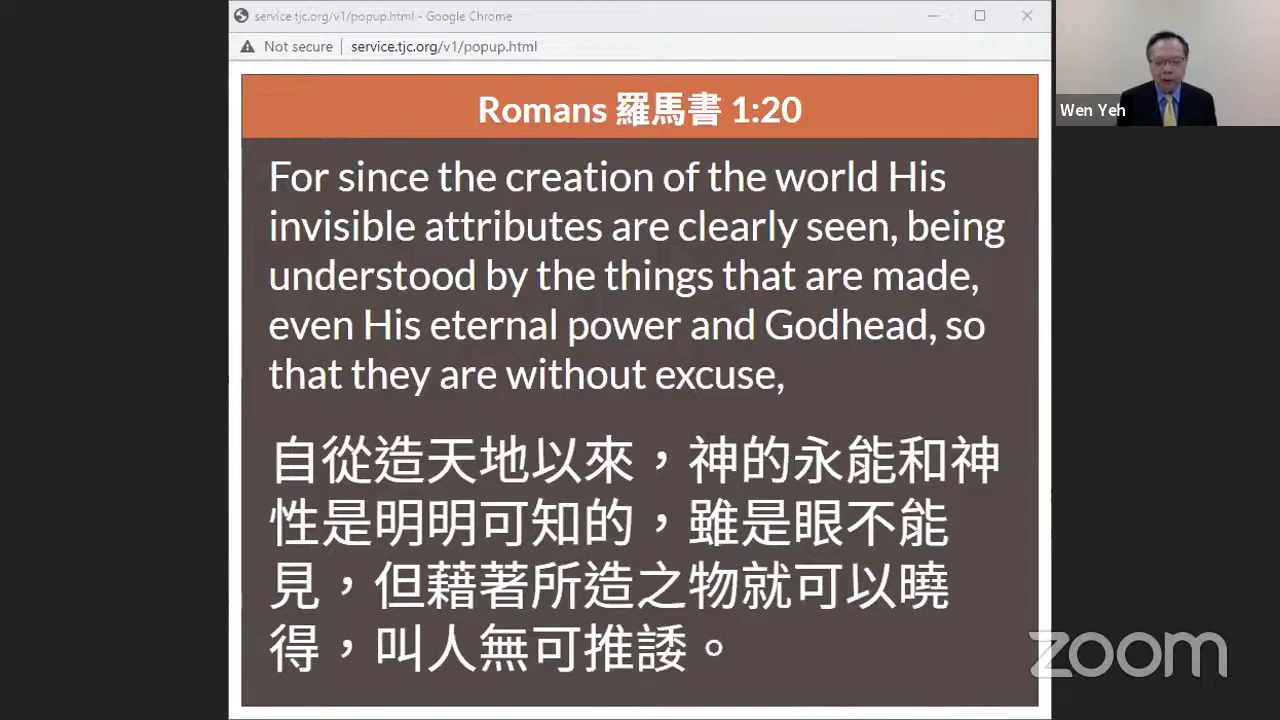 service.tjc.org/v1/popup.html - Google Chrome
Not secure | service.tjc.org/v1/popup.html
Romans 羅馬書 1:20
For since the creation of the world His
invisible attributes are clearly seen, being
understood by the things that are made,
even His eternal power and Godhead, so
that they are without excuse,
自從造天地以來，神的永能和神
性是明明可知的，雖是眼不能
見，但藉著所造之物就可以曉
得，叫人無可推諉。
Wen Yeh
zoom